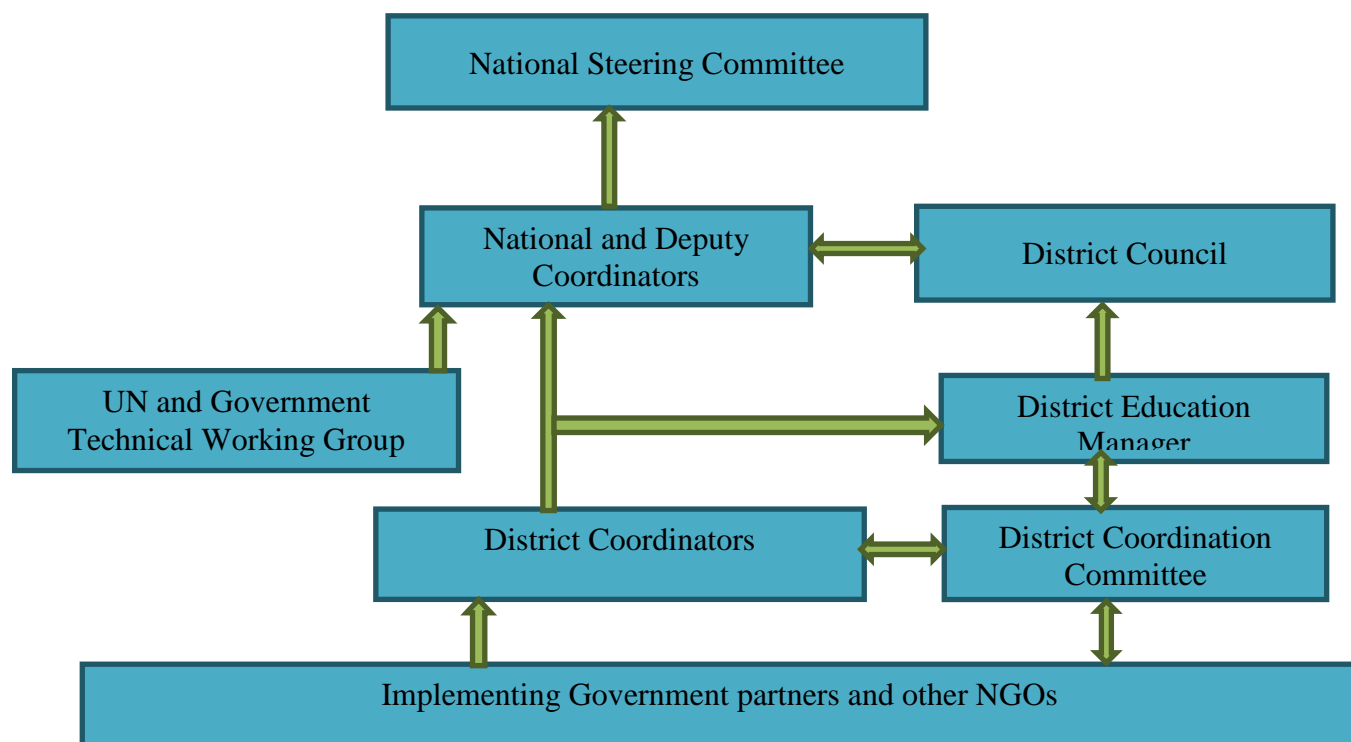 National Steering Committee
National and Deputy
Coordinators
District Council
UN and Government
Technical Working Group
District Education
Manager
District Coordinators
District Coordination
Committee
Implementing Government partners and other NGOs